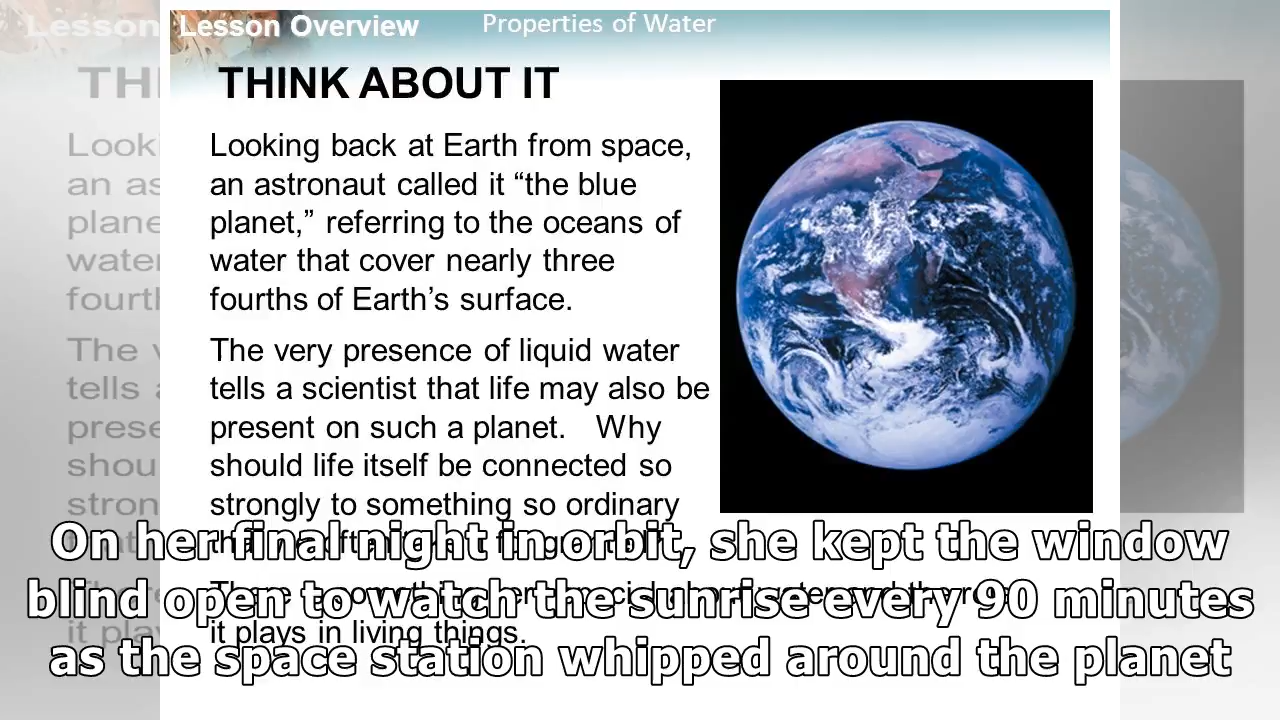 Lesson Overview
Properties of Water
THINK ABOUT IT
Looking back at Earth from space,
an astronaut called it “the blue
planet,” referring to the oceans of
water that cover nearly three
fourths of Earth’s surface.
The very presence of liquid water
tells a scientist that life may also be
present on such a planet. Why
should life itself be connected so
strongly to something so ordinary
it plays in living things.
On her final night in orbit, she kept the window
blind open to watch the sunrise every 90 minutes
as the space station whipped around the planet